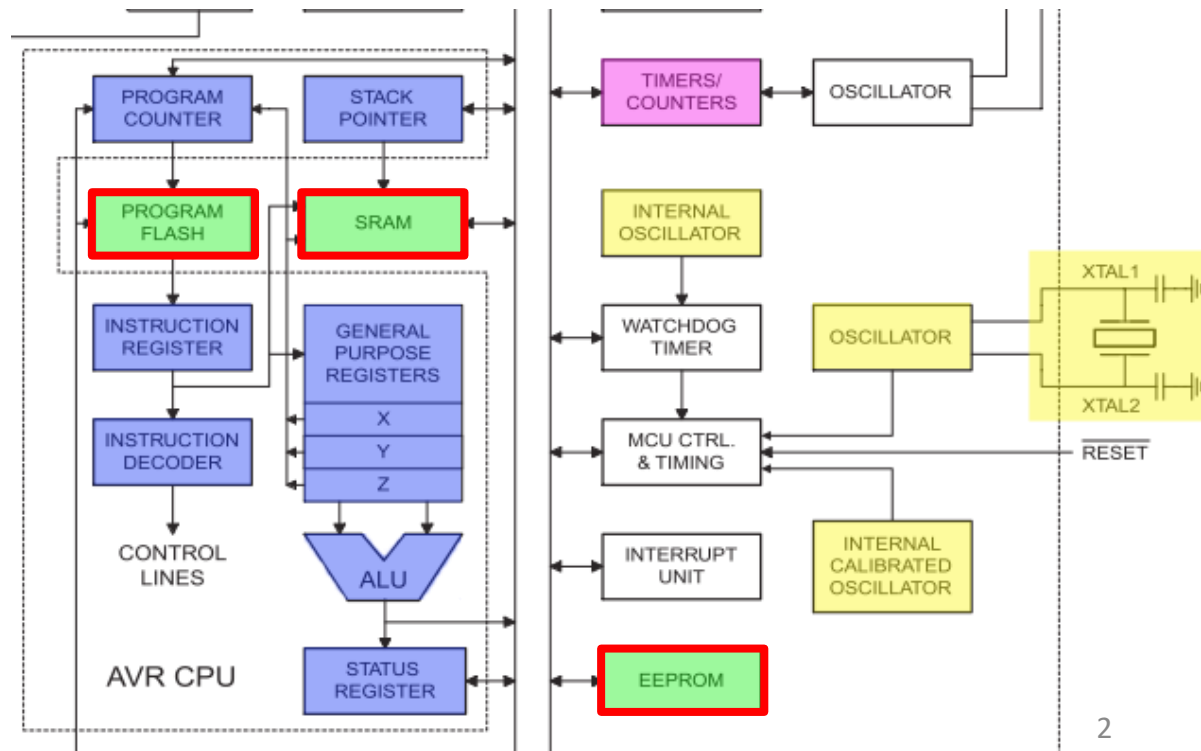 PROGRAM
COUNTER
STACK
POINTER
TIMERS/
COUNTERS
OSCILLATOR
PROGRAM
FLASH
SRAM
INTERNAL
OSCILLATOR
XTAL1
INSTRUCTION
REGISTER
GENERAL
PURPOSE
REGISTERS
WATCHDOG
TIMER
OSCILLATOR
XTAL2
X
Y
Z
INSTRUCTION
DECODER
MCU CTRL.
& TIMING
RESET
CONTROL
LINES
ALU
INTERRUPT
UNIT
INTERNAL
CALIBRATED
OSCILLATOR
AVR CPU
STATUS
REGISTER
EEPROM
2